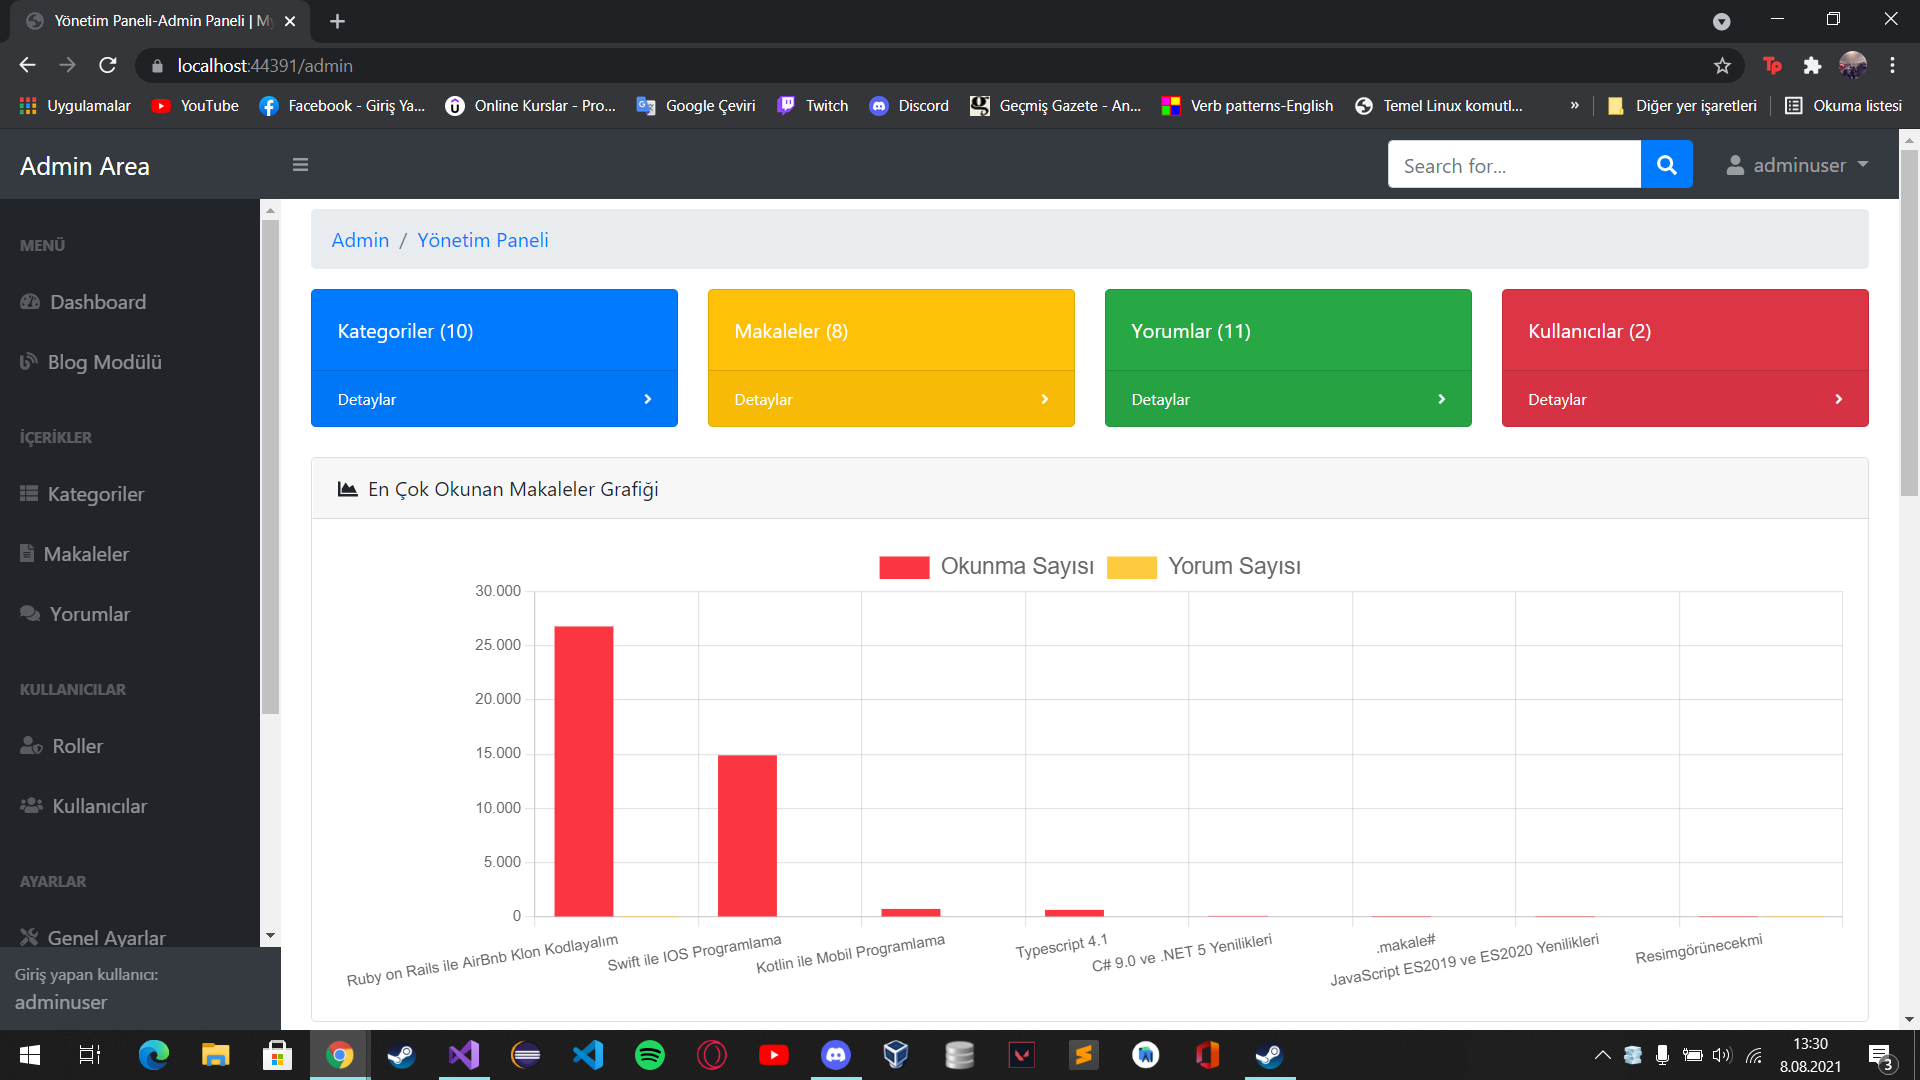 Yönetim Paneli-Admin Paneli | My
localhost:44391/admin
Uygulamalar
YouTube
Facebook - Giriş Ya...
Online Kurslar - Pro...
Google Çeviri
Twitch
Discord
Geçmiş Gazete - An...
Verb patterns-English
Temel Linux komutl...
»
Diğer yer işaretleri
Okuma listesi
Admin Area
Search for...
adminuser
MENÜ
Dashboard
Blog Modülü
İÇERİKLER
Kategoriler
Makaleler
Yorumlar
KULLANICILAR
Roller
Kullanıcılar
AYARLAR
Genel Ayarlar
Giriş yapan kullanıcı:
adminuser
Admin / Yönetim Paneli
Kategoriler (10)
Detaylar
Makaleler (8)
Detaylar
Yorumlar (11)
Detaylar
Kullanıcılar (2)
Detaylar
En Çok Okunan Makaleler Grafiği
Okunma Sayısı
Yorum Sayısı
30.000
25.000
20.000
15.000
10.000
5.000
0
Ruby on Rails ile AirBnb Klon Kodlayalım
Swift ile IOS Programlama
Kotlin ile Mobil Programlama
Typescript 4.1
C# 9.0 ve .NET 5 Yenilikleri
.makale#
JavaScript ES2019 ve ES2020 Yenilikleri
Resimgörünecekmi
13:30
8.08.2021
3